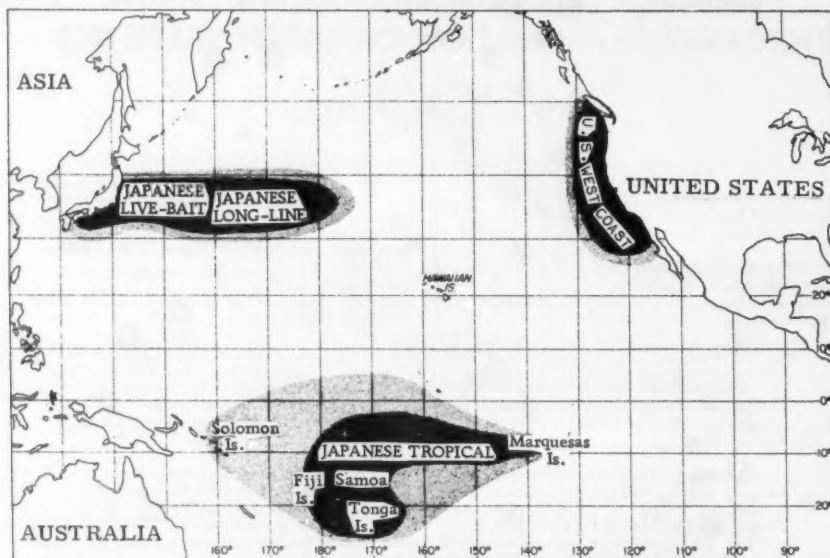 ASIA
UNITED STATES
U. S. WEST COAST
JAPANESE
LIVE-BAIT
JAPANESE
LONG-LINE
HAWAIIAN
IS.
20°
10°
0°
Solomon
Is.
JAPANESE TROPICAL
Marquesas
Is.
10°
Fiji
Is.
Samoa
Tonga
Is.
20°
AUSTRALIA
160° 170° 180° 170° 160° 150° 140° 130° 120° 110° 100° 90°